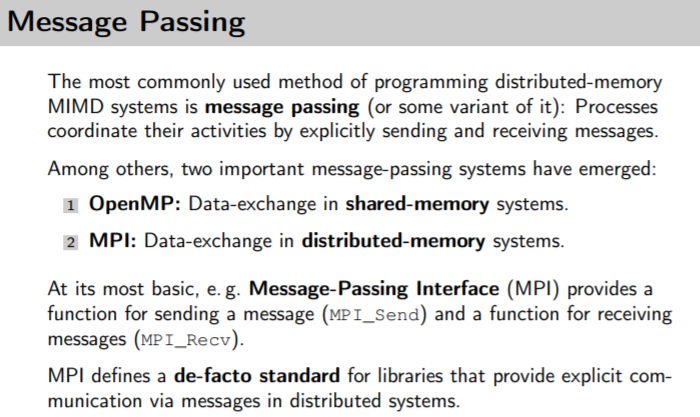 Message Passing
The most commonly used method of programming distributed-memory
MIMD systems is message passing (or some variant of it): Processes
coordinate their activities by explicitly sending and receiving messages.
Among others, two important message-passing systems have emerged:
1 OpenMP: Data-exchange in shared-memory systems.
2 MPI: Data-exchange in distributed-memory systems.
At its most basic, e. g. Message-Passing Interface (MPI) provides a
function for sending a message (MPI_Send) and a function for receiving
messages (MPI_Recv).
MPI defines a de-facto standard for libraries that provide explicit com-
munication via messages in distributed systems.